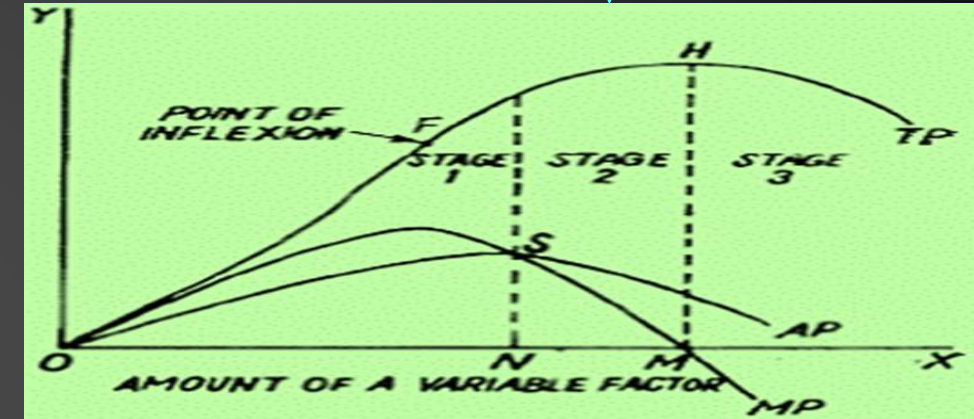 Y
H
POINT OF
INFLEXION
F
TP
STAGE
1
STAGE
2
STAGE
3
S
AP
O
N
M
X
AMOUNT OF A VARIABLE FACTOR
MP